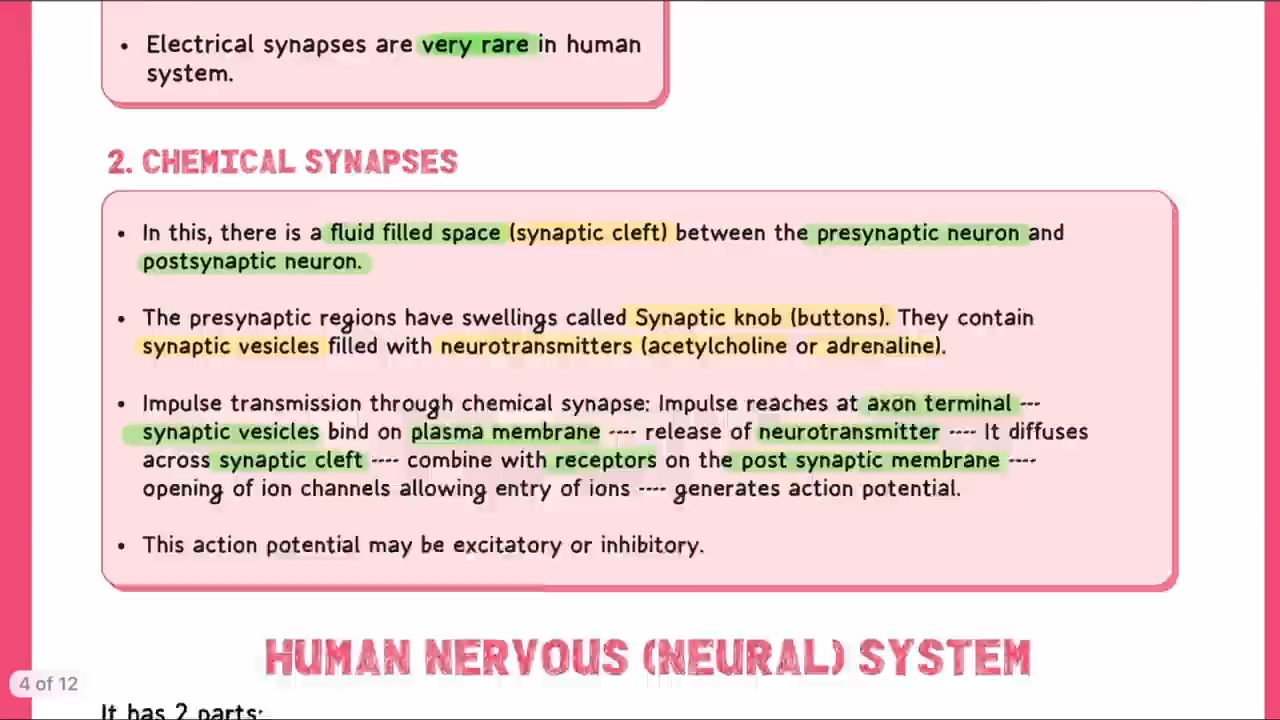 • Electrical synapses are very rare in human
system.
2. CHEMICAL SYNAPSES
• In this, there is a fluid filled space (synaptic cleft) between the presynaptic neuron and
postsynaptic neuron.
• The presynaptic regions have swellings called Synaptic knob (buttons). They contain
synaptic vesicles filled with neurotransmitters (acetylcholine or adrenaline).
• Impulse transmission through chemical synapse: Impulse reaches at axon terminal ---
synaptic vesicles bind on plasma membrane ---- release of neurotransmitter ---- It diffuses
across synaptic cleft ---- combine with receptors on the post synaptic membrane ----
opening of ion channels allowing entry of ions ---- generates action potential.
• This action potential may be excitatory or inhibitory.
HUMAN NERVOUS (NEURAL) SYSTEM
4 of 12
It has 2 parts: